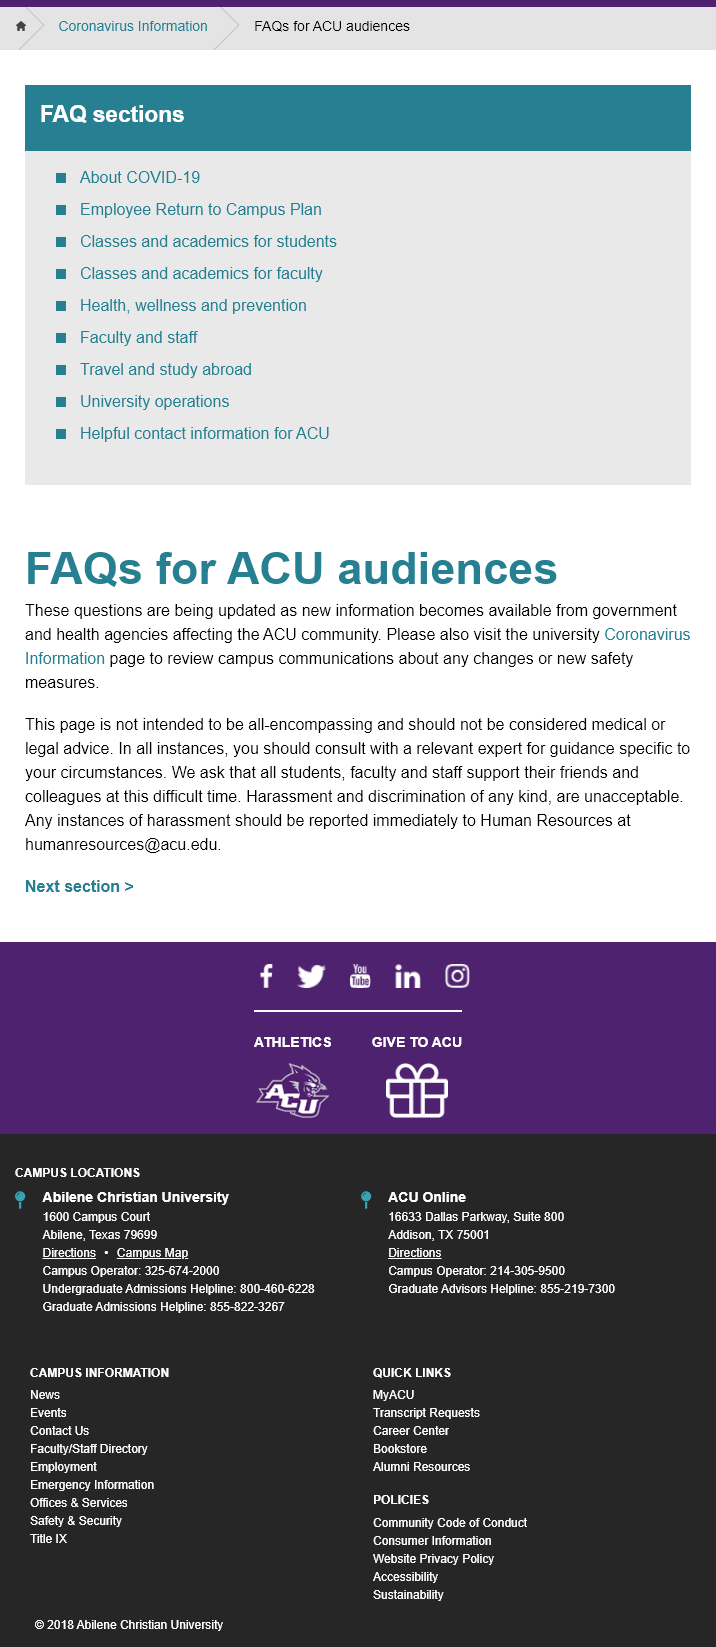 Coronavirus Information FAQs for ACU audiences
FAQ sections
About COVID-19
Employee Return to Campus Plan
Classes and academics for students
Classes and academics for faculty
Health, wellness and prevention
Faculty and staff
Travel and study abroad
University operations
Helpful contact information for ACU
FAQs for ACU audiences
These questions are being updated as new information becomes available from government
and health agencies affecting the ACU community. Please also visit the university Coronavirus
Information page to review campus communications about any changes or new safety
measures.
This page is not intended to be all-encompassing and should not be considered medical or
legal advice. In all instances, you should consult with a relevant expert for guidance specific to
your circumstances. We ask that all students, faculty and staff support their friends and
colleagues at this difficult time. Harassment and discrimination of any kind, are unacceptable.
Any instances of harassment should be reported immediately to Human Resources at
humanresources@acu.edu.
Next section >
You
Tube
ATHLETICS GIVE TO ACU
ACU
CAMPUS LOCATIONS
Abilene Christian University
1600 Campus Court
Abilene, Texas 79699
Directions • Campus Map
Campus Operator: 325-674-2000
Undergraduate Admissions Helpline: 800-460-6228
Graduate Admissions Helpline: 855-822-3267
ACU Online
16633 Dallas Parkway, Suite 800
Addison, TX 75001
Directions
Campus Operator: 214-305-9500
Graduate Advisors Helpline: 855-219-7300
CAMPUS INFORMATION
News
Events
Contact Us
Faculty/Staff Directory
Employment
Emergency Information
Offices & Services
Safety & Security
Title IX
QUICK LINKS
MyACU
Transcript Requests
Career Center
Bookstore
Alumni Resources
POLICIES
Community Code of Conduct
Consumer Information
Website Privacy Policy
Accessibility
Sustainability
© 2018 Abilene Christian University